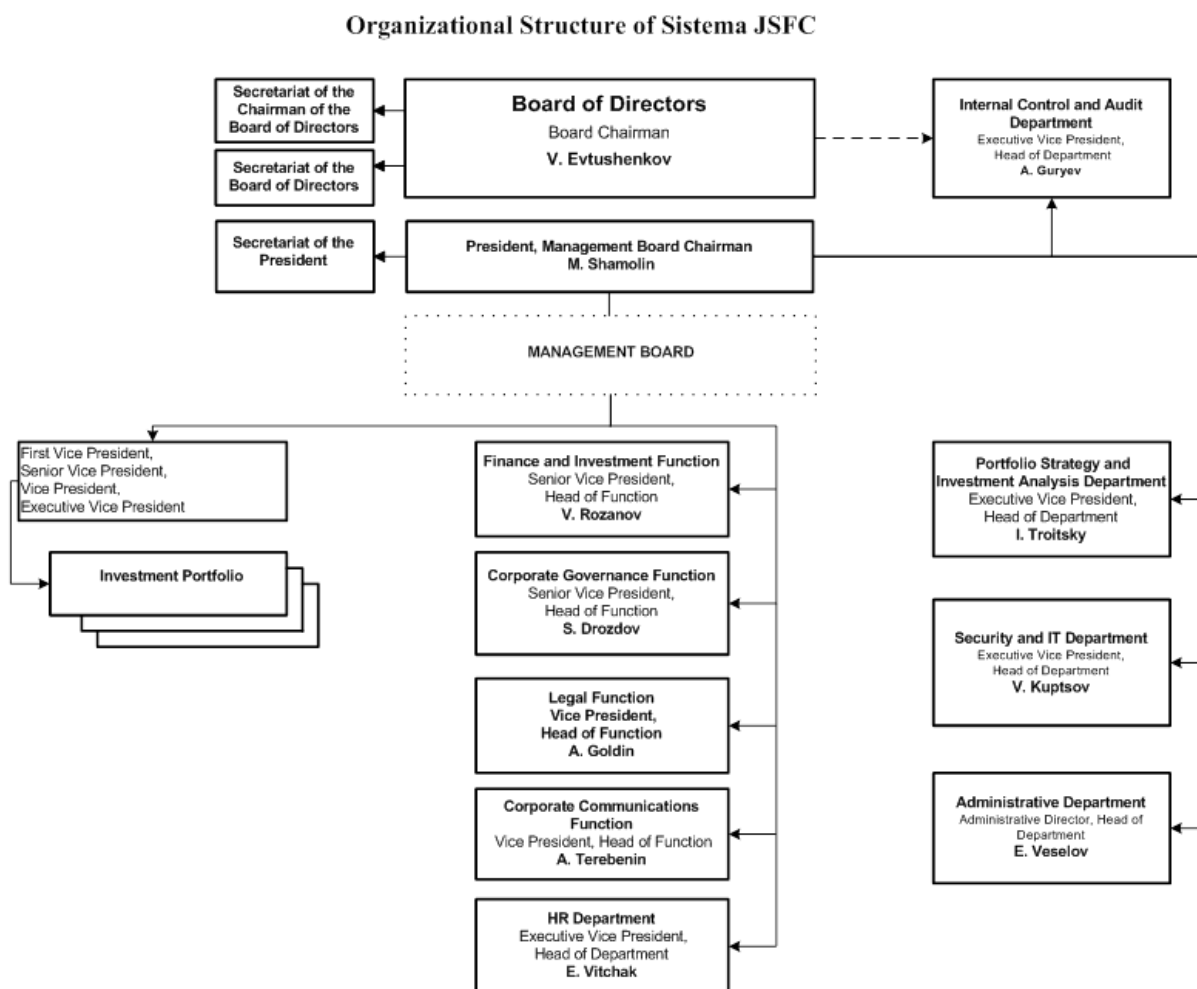 Organizational Structure of Sistema JSFC
Secretariat of the
Chairman of the
Board of Directors
Board of Directors
Board Chairman
V. Evtushenkov
Internal Control and Audit
Department
Executive Vice President,
Head of Department
A. Guryev
Secretariat of the
Board of Directors
Secretariat of the
President
President, Management Board Chairman
M. Shamolin
MANAGEMENT BOARD
First Vice President,
Senior Vice President,
Vice President,
Executive Vice President
Investment Portfolio
Finance and Investment Function
Senior Vice President,
Head of Function
V. Rozanov
Corporate Governance Function
Senior Vice President,
Head of Function
S. Drozdov
Legal Function
Vice President,
Head of Function
A. Goldin
Corporate Communications
Function
Vice President, Head of Function
A. Terebenin
HR Department
Executive Vice President,
Head of Department
E. Vitchak
Portfolio Strategy and
Investment Analysis Department
Executive Vice President,
Head of Department
I. Troitsky
Security and IT Department
Executive Vice President,
Head of Department
V. Kuptsov
Administrative Department
Administrative Director, Head of
Department
E. Veselov